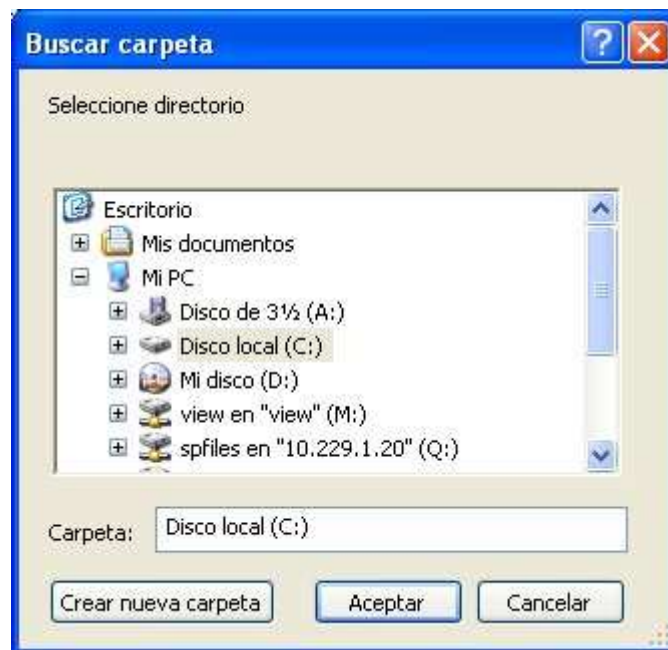 Buscar carpeta
Seleccione directorio
Escritorio
Mis documentos
Mi PC
Disco de 3½ (A:)
Disco local (C:)
Mi disco (D:)
view en "view" (M:)
spfiles en "10.229.1.20" (Q:)
Carpeta: Disco local (C:)
Crear nueva carpeta Aceptar Cancelar